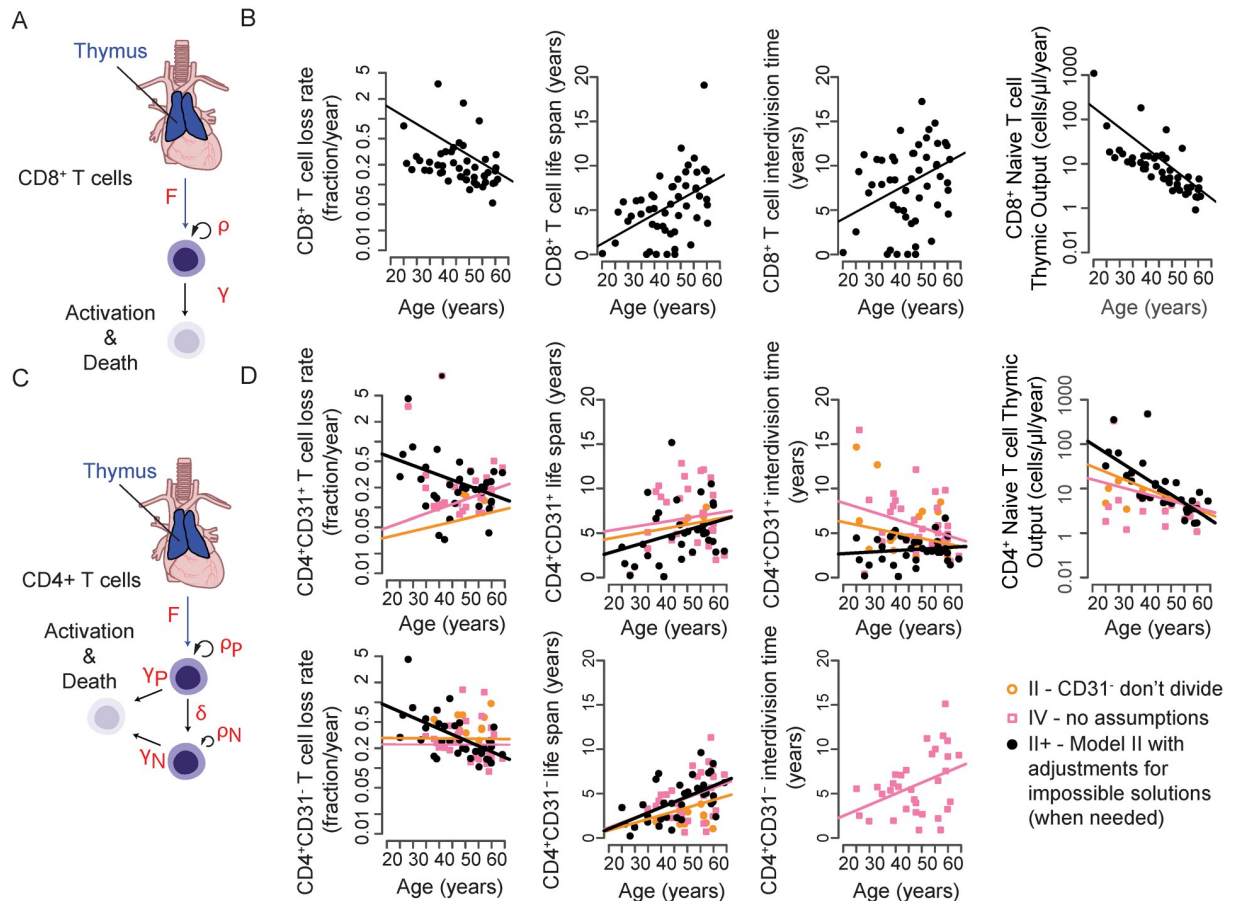 A
Thymus
CD8⁺ T cells
F
ρ
γ
Activation
&
Death
B
CD8⁺ T cell loss rate
(fraction/year)
5
2
0.5
0.2
0.05
0.01
20 30 40 50 60
Age (years)
CD8⁺ T cell life span (years)
20
15
10
5
0
20 30 40 50 60
Age (years)
CD8⁺ T cell interdivision time
(years)
20
15
10
5
0
20 30 40 50 60
Age (years)
CD8⁺ Naive T cell
Thymic Output (cells/µl/year)
1000
100
10
1
0.01
20 30 40 50 60
Age (years)
C
Thymus
CD4+ T cells
F
Activation
&
Death
ρP
γP
δ
ρN
γN
D
CD4⁺CD31⁺ T cell loss rate
(fraction/year)
5
2
0.5
0.2
0.05
0.01
20 30 40 50 60
Age (years)
CD4⁺CD31⁺ life span (years)
20
15
10
5
0
20 30 40 50 60
Age (years)
CD4⁺CD31⁺ interdivision time
(years)
20
15
10
5
0
20 30 40 50 60
Age (years)
CD4⁺ Naive T cell Thymic
Output (cells/µl/year)
1000
100
10
1
0.01
20 30 40 50 60
Age (years)
CD4⁺CD31⁻ T cell loss rate
(fraction/year)
5
2
0.5
0.2
0.05
0.01
20 30 40 50 60
Age (years)
CD4⁺CD31⁻ life span (years)
20
15
10
5
0
20 30 40 50 60
Age (years)
CD4⁺CD31⁻ interdivision time
(years)
20
15
10
5
0
20 30 40 50 60
Age (years)
II - CD31⁻ don't divide
IV - no assumptions
II+ - Model II with
adjustments for
impossible solutions
(when needed)